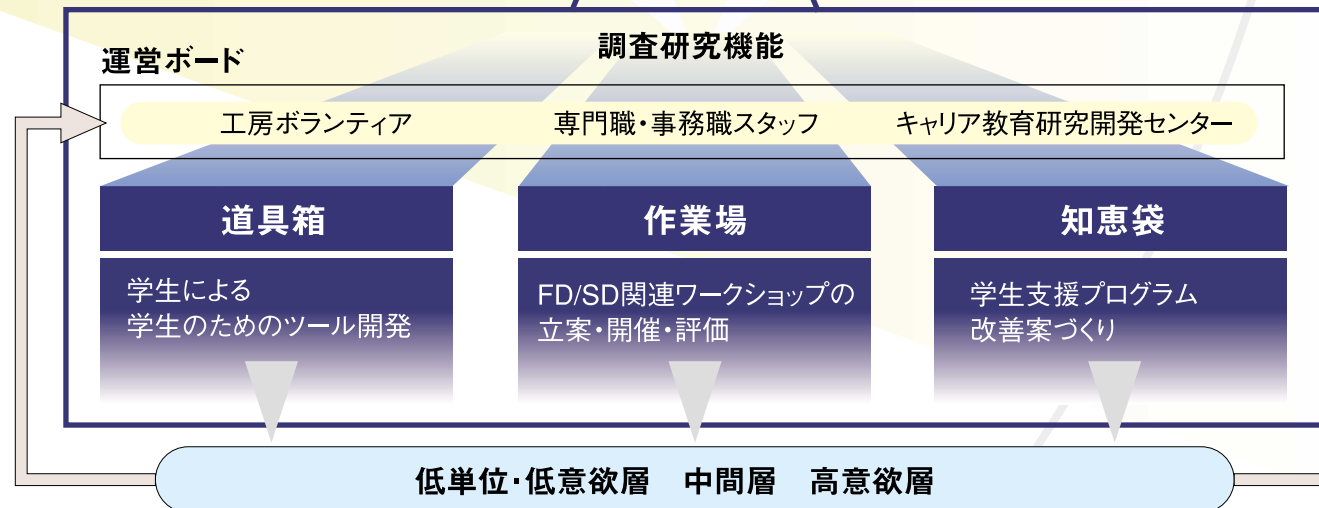 調査研究機能
運営ボード
工房ボランティア 専門職・事務職スタッフ キャリア教育研究開発センター
道具箱
学生による
学生のためのツール開発
作業場
FD/SD関連ワークショップの
立案・開催・評価
知恵袋
学生支援プログラム
改善案づくり
低単位・低意欲層 中間層 高意欲層